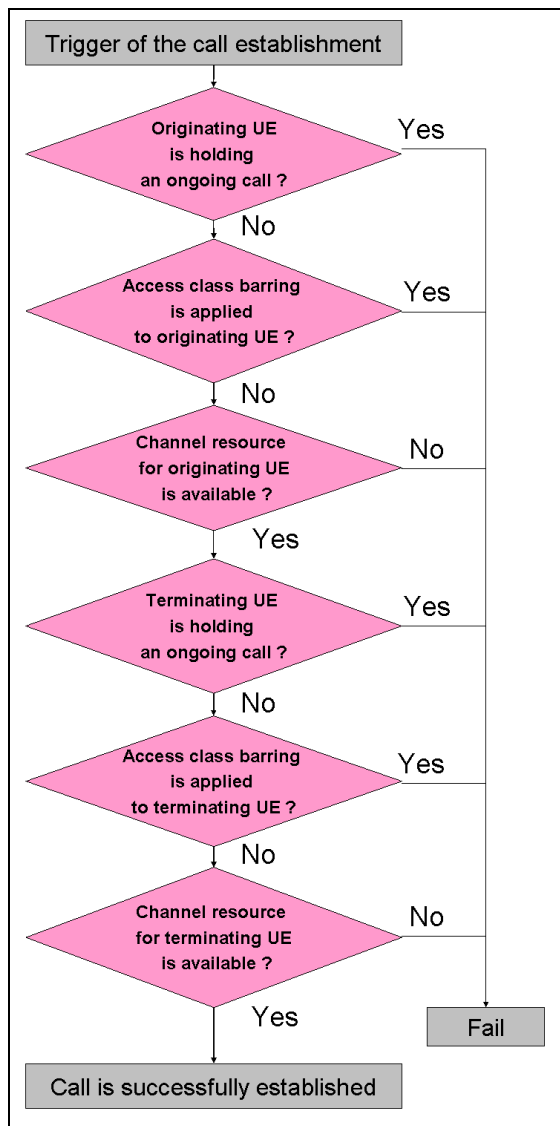 Trigger of the call establishment
Originating UE
is holding
an ongoing call ?
Yes
No
Access class barring
is applied
to originating UE ?
Yes
No
Channel resource
for originating UE
is available ?
No
Yes
Terminating UE
is holding
an ongoing call ?
Yes
No
Access class barring
is applied
to terminating UE ?
Yes
No
Channel resource
for terminating UE
is available ?
No
Yes
Fail
Call is successfully established